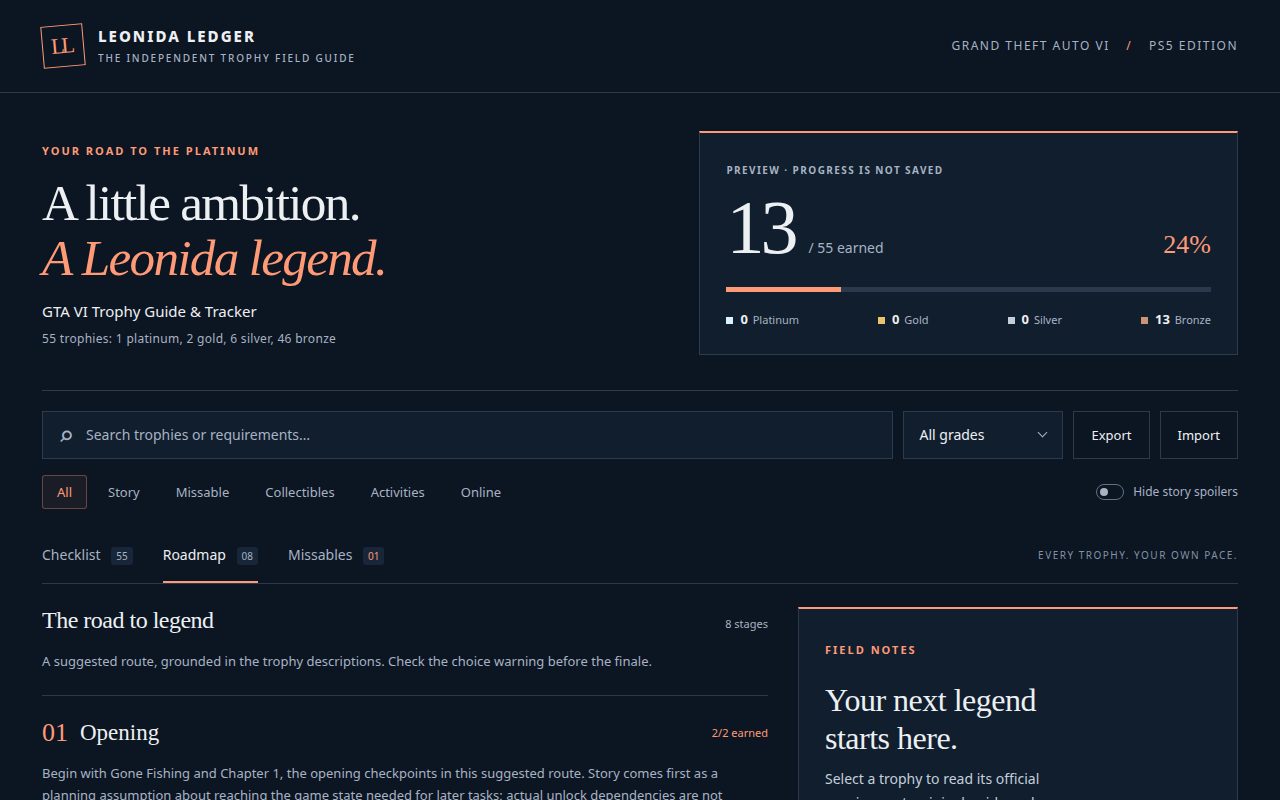 LL
LEONIDA LEDGER
THE INDEPENDENT TROPHY FIELD GUIDE
GRAND THEFT AUTO VI / PS5 EDITION
YOUR ROAD TO THE PLATINUM
A little ambition.
A Leonida legend.
GTA VI Trophy Guide & Tracker
55 trophies: 1 platinum, 2 gold, 6 silver, 46 bronze
PREVIEW · PROGRESS IS NOT SAVED
13 / 55 earned 24%
0 Platinum 0 Gold 0 Silver 13 Bronze
Search trophies or requirements...
All grades
Export
Import
All Story Missable Collectibles Activities Online
Hide story spoilers
Checklist 55 Roadmap 08 Missables 01
EVERY TROPHY. YOUR OWN PACE.
The road to legend
8 stages
A suggested route, grounded in the trophy descriptions. Check the choice warning before the finale.
01 Opening
2/2 earned
Begin with Gone Fishing and Chapter 1, the opening checkpoints in this suggested route. Story comes first as a
planning assumption about reaching the game state needed for later tasks; actual unlock dependencies are not
FIELD NOTES
Your next legend
starts here.
Select a trophy to read its official